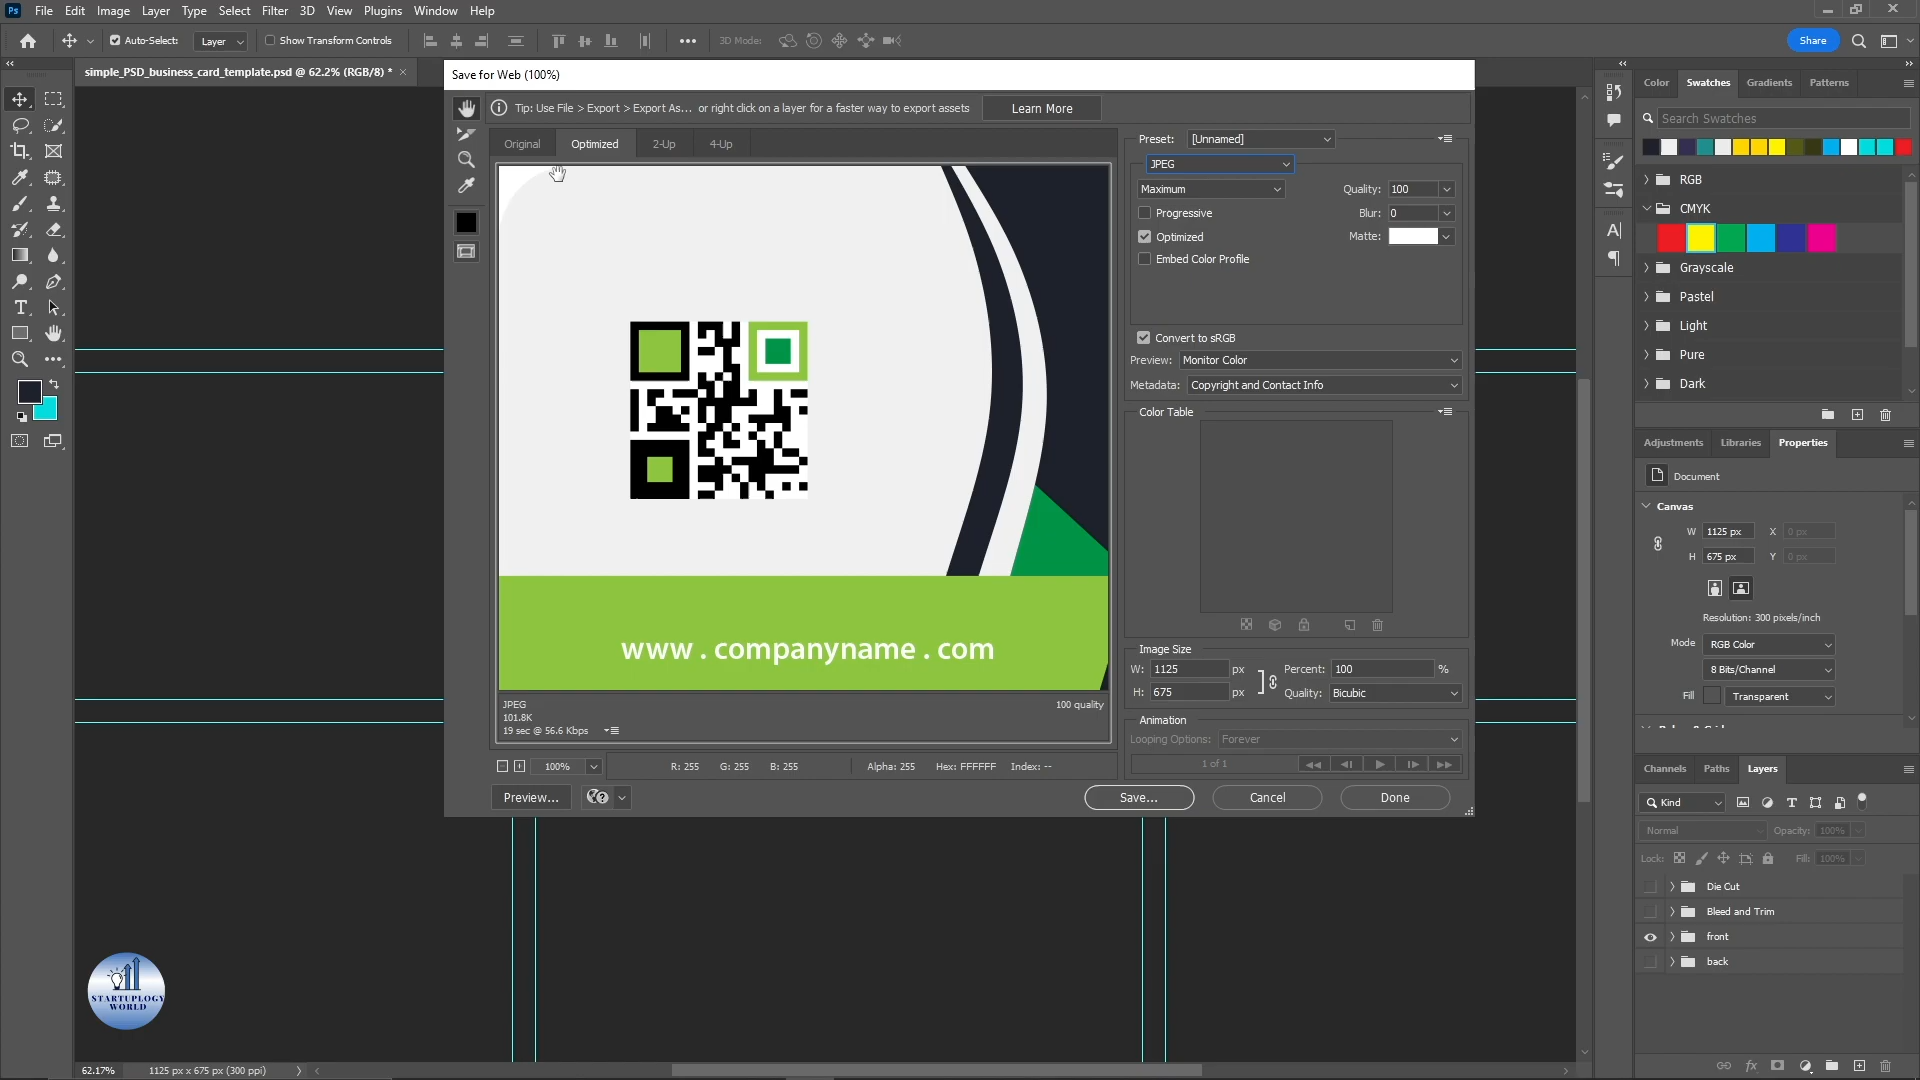 Ps File Edit Image Layer Type Select Filter 3D View Plugins Window Help
Auto-Select: Layer Show Transform Controls 3D Mode: Share
simple_PSD_business_card_template.psd @ 62.2% (RGB/8) *
Save for Web (100%)
Tip: Use File > Export > Export As... or right click on a layer for a faster way to export assets
Learn More
Original Optimized 2-Up 4-Up
www . companyname . com
JPEG
101.8K
19 sec @ 56.6 Kbps
100 quality
100% R: 255 G: 255 B: 255 Alpha: 255 Hex: FFFFFF Index: --
Preview...
Save... Cancel Done
Preset: [Unnamed]
JPEG
Maximum Quality: 100
Progressive Blur: 0
Optimized Matte:
Embed Color Profile
Convert to sRGB
Preview: Monitor Color
Metadata: Copyright and Contact Info
Color Table
Image Size
W: 1125 px Percent: 100 %
H: 675 px Quality: Bicubic
Animation
Looping Options: Forever
1 of 1
Color Swatches Gradients Patterns
Search Swatches
RGB
CMYK
Grayscale
Pastel
Light
Pure
Dark
Adjustments Libraries Properties
Document
Canvas
W 1125 px X 0 px
H 675 px Y 0 px
Resolution: 300 pixels/inch
Mode RGB Color
8 Bits/Channel
Fill Transparent
Channels Paths Layers
Kind
Normal Opacity: 100%
Lock: Fill: 100%
Die Cut
Bleed and Trim
front
back
STARTUPLOGY
WORLD
62.17% 1125 px x 675 px (300 ppi)